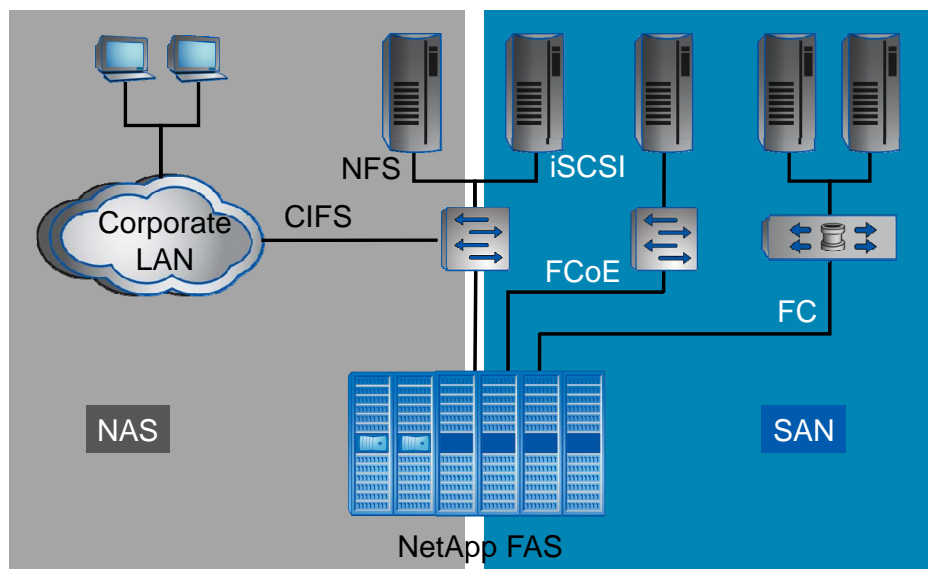 NFS
iSCSI
Corporate
LAN
CIFS
FCoE
FC
NAS
SAN
NetApp FAS